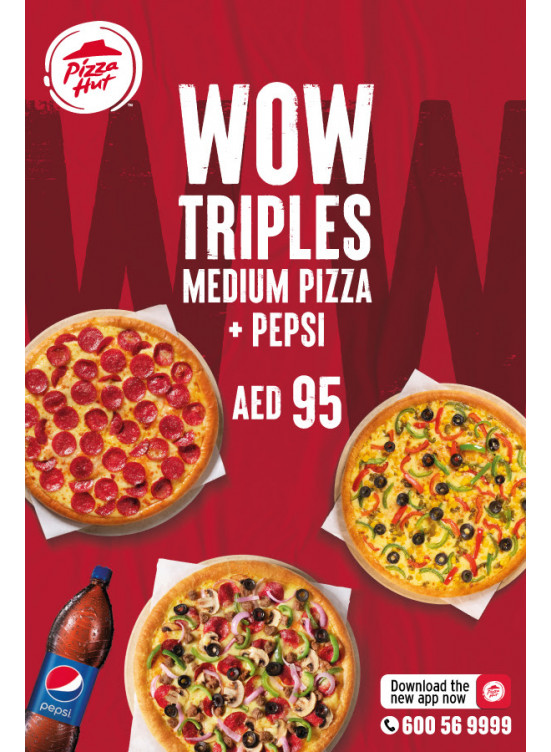 Pizza
Hut
WOW
TRIPLES
MEDIUM PIZZA
+ PEPSI
AED 95
pepsi
Download the
new app now
600 56 9999